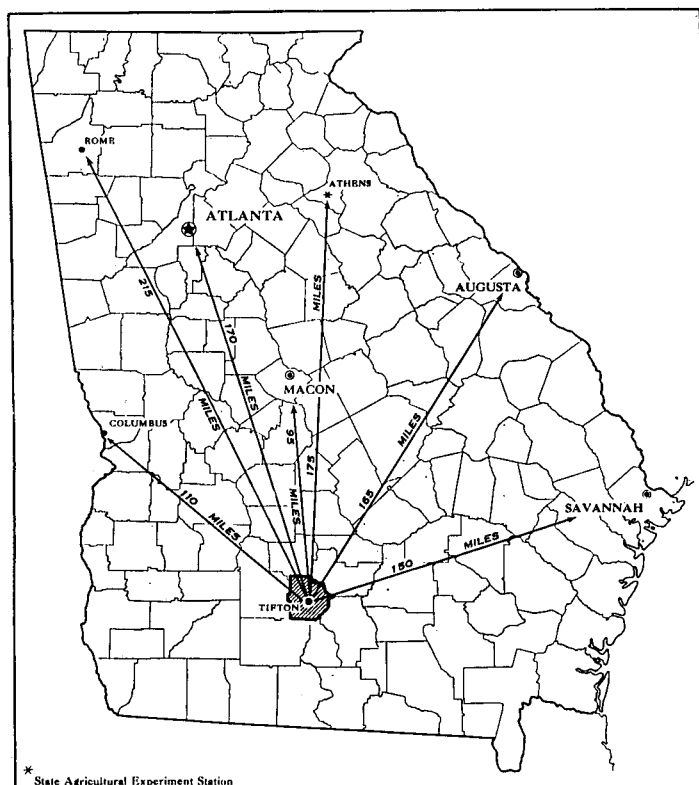 ROME
ATHENS
ATLANTA
AUGUSTA
215 MILES
170 MILES
MILES 175
MACON
COLUMBUS
95 MILES
165 MILES
110 MILES
SAVANNAH
150 MILES
TIFTON
* State Agricultural Experiment Station